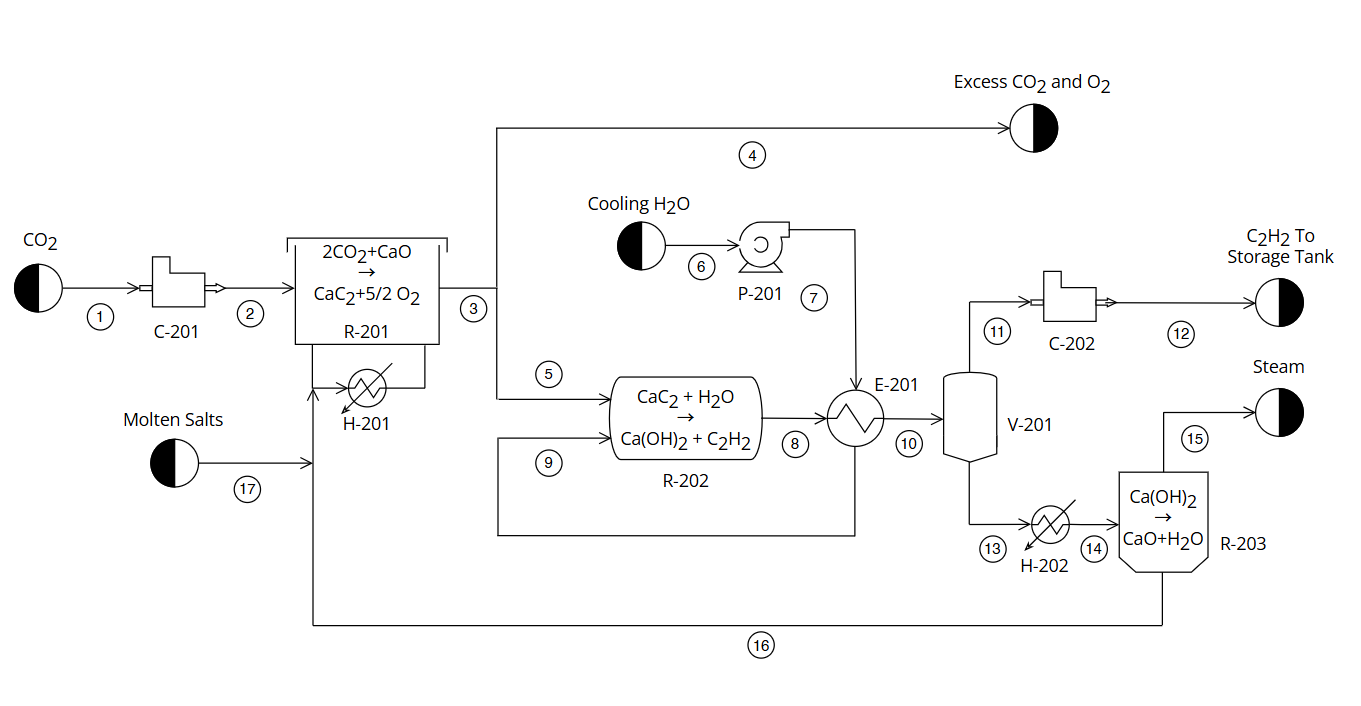 Excess CO2 and O2
4
Cooling H2O
6
P-201
7
CO2
1
C-201
2
2CO2+CaO
→
CaC2+5/2 O2
R-201
3
H-201
Molten Salts
17
5
CaC2 + H2O
→
Ca(OH)2 + C2H2
R-202
9
8
E-201
10
V-201
11
C-202
C2H2 To
Storage Tank
12
Steam
15
13
H-202
14
Ca(OH)2
→
CaO+H2O
R-203
16